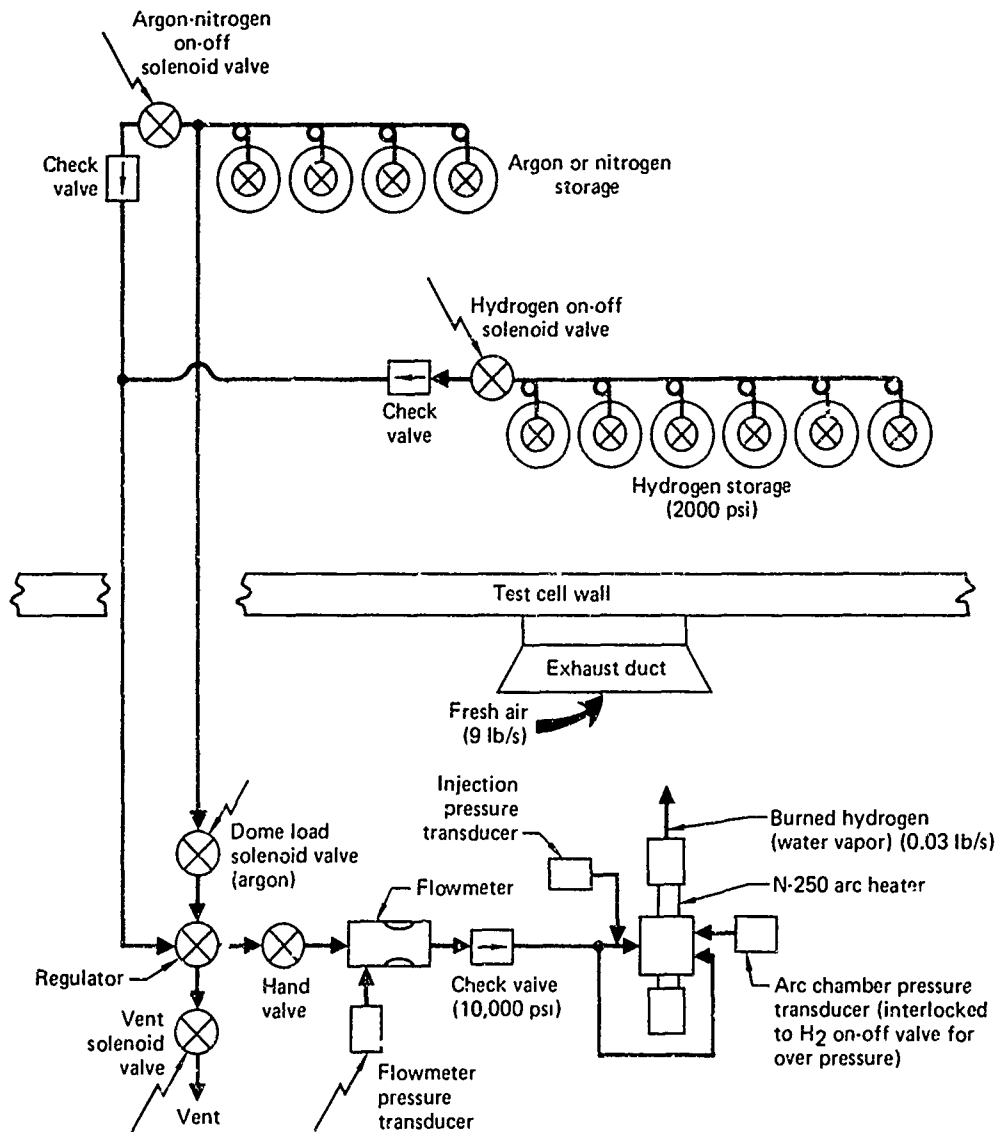 Argon-nitrogen
on-off
solenoid valve
Check
valve
Argon or nitrogen
storage
Hydrogen on-off
solenoid valve
Check
valve
Hydrogen storage
(2000 psi)
Test cell wall
Exhaust duct
Fresh air
(9 lb/s)
Injection
pressure
transducer
Burned hydrogen
(water vapor) (0.03 lb/s)
N-250 arc heater
Dome load
solenoid valve
(argon)
Flowmeter
Regulator
Hand
valve
Check valve
(10,000 psi)
Arc chamber pressure
transducer (interlocked
to H2 on-off valve for
over pressure)
Vent
solenoid
valve
Flowmeter
pressure
transducer
Vent